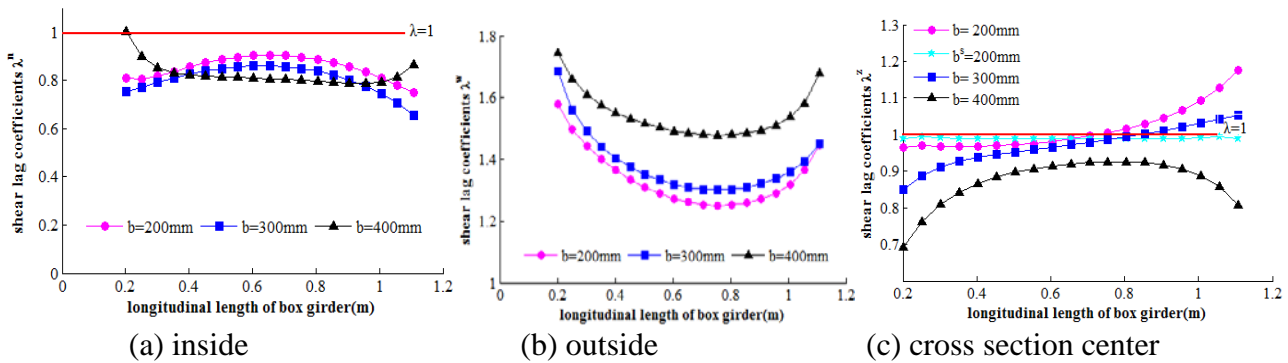 shear lag coefficients λⁿ
1
0.8
0.6
0.4
0.2
0
λ=1
b=200mm b=300mm b=400mm
0 0.2 0.4 0.6 0.8 1 1.2
longitudinal length of box girder(m)
(a) inside
shear lag coefficients λʷ
1.8
1.6
1.4
1.2
1
b=200mm b=300mm b=400mm
0 0.2 0.4 0.6 0.8 1 1.2
longitudinal length of box girder(m)
(b) outside
shear lag coefficients λᶻ
1.3
1.2
1.1
1
0.9
0.8
0.7
b= 200mm
bˢ=200mm
b= 300mm
b= 400mm
λ=1
0.2 0.4 0.6 0.8 1 1.2
longitudinal length of box girder(m)
(c) cross section center